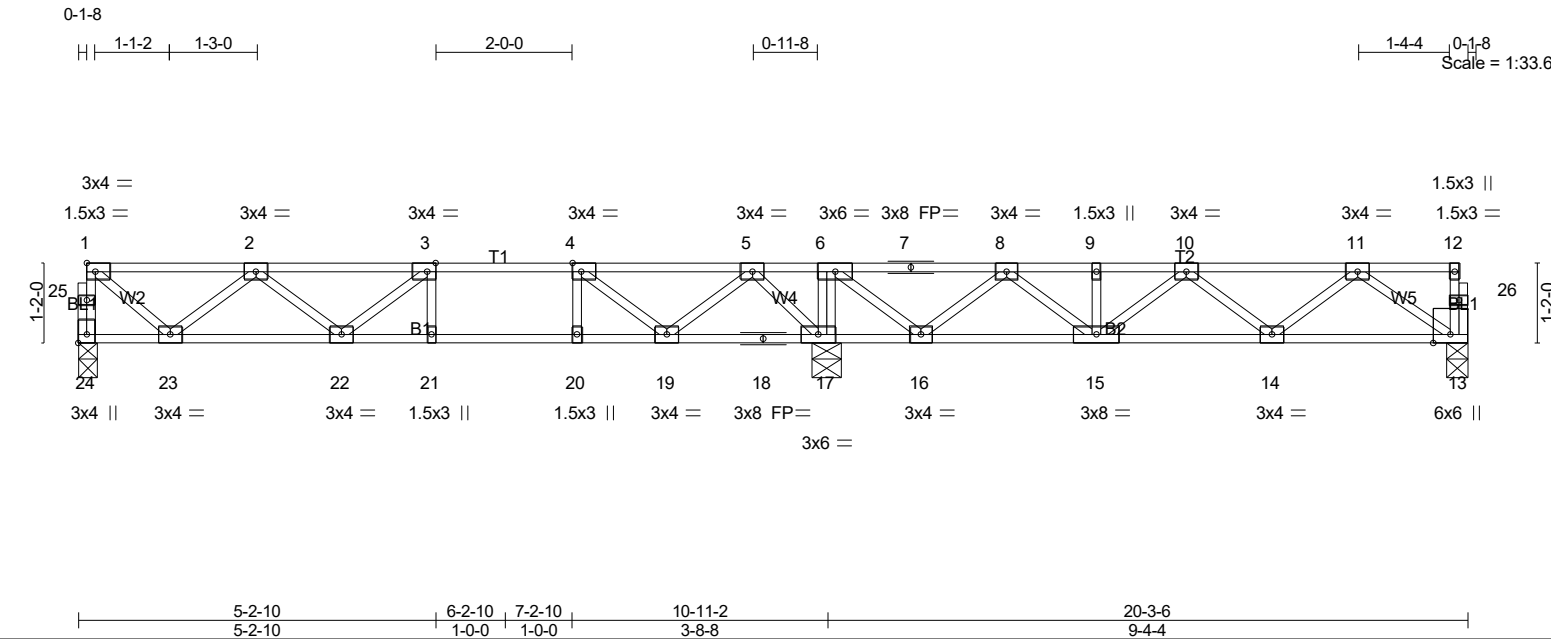 0-1-8
1-1-2 1-3-0 2-0-0 0-11-8 1-4-4 0-1-8
Scale = 1:33.6
3x4 = 1.5x3 ||
1.5x3 = 3x4 = 3x4 = 3x4 = 3x4 = 3x6 = 3x8 FP= 3x4 = 1.5x3 || 3x4 = 3x4 = 1.5x3 =
1 2 3 4 5 6 7 8 9 10 11 12
T1 T2
1-2-0 25 BL1 W2 W4 W5 BL1 26 1-2-0
B1 B2
24 23 22 21 20 19 18 17 16 15 14 13
3x4 || 3x4 = 3x4 = 1.5x3 || 1.5x3 || 3x4 = 3x8 FP= 3x4 = 3x8 = 3x4 = 6x6 ||
3x6 =
5-2-10 6-2-10 7-2-10 10-11-2 20-3-6
5-2-10 1-0-0 1-0-0 3-8-8 9-4-4